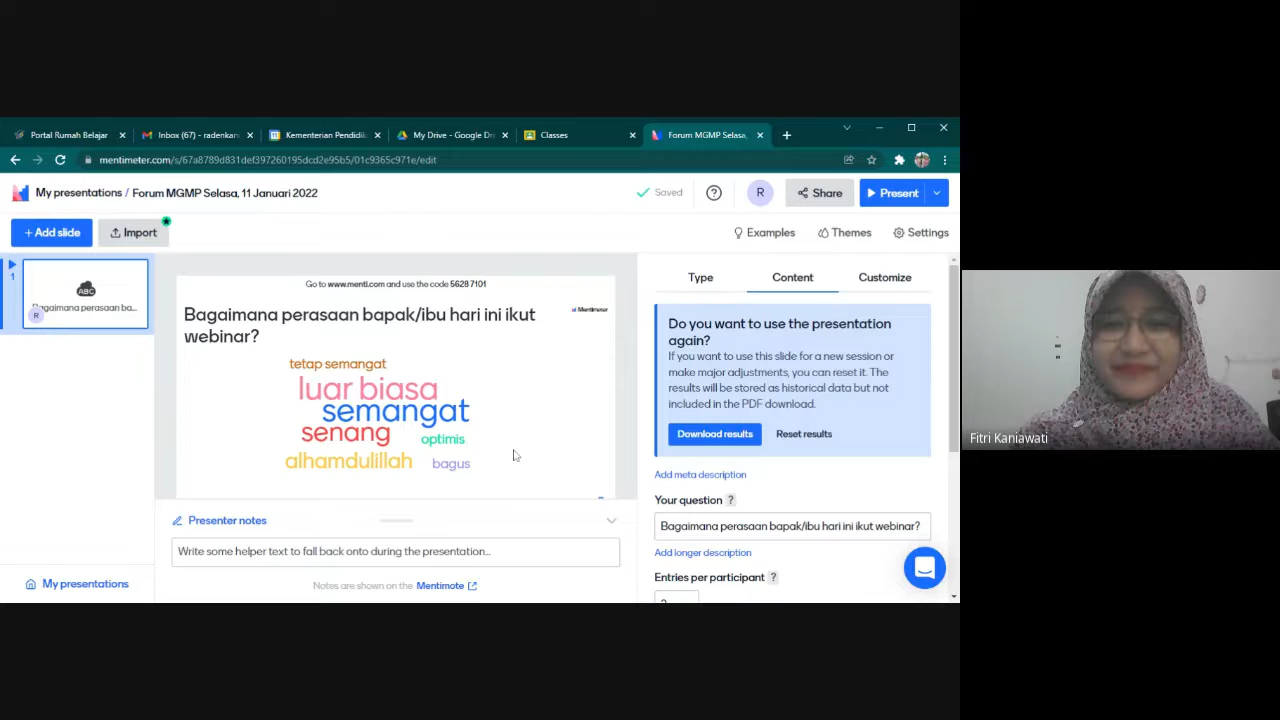 Portal Rumah Belajar
Inbox (67) - radenkan
Kementerian Pendidik
My Drive - Google Dr
Classes
Forum MGMP Selasa,
mentimeter.com/s/67a8789d831def397260195dcd2e95b5/01c9365c971e/edit
My presentations / Forum MGMP Selasa, 11 Januari 2022
Saved
R
Share
Present
+ Add slide
Import
Examples
Themes
Settings
1
ABC
Bagaimana perasaan ba...
R
Go to www.menti.com and use the code 5628 7101
Bagaimana perasaan bapak/ibu hari ini ikut
webinar?
Mentimeter
tetap semangat
luar biasa
semangat
senang
optimis
alhamdulillah
bagus
Presenter notes
Write some helper text to fall back onto during the presentation...
Notes are shown on the Mentimote
My presentations
Type
Content
Customize
Do you want to use the presentation
again?
If you want to use this slide for a new session or
make major adjustments, you can reset it. The
results will be stored as historical data but not
included in the PDF download.
Download results
Reset results
Add meta description
Your question ?
Bagaimana perasaan bapak/ibu hari ini ikut webinar?
Add longer description
Entries per participant ?
Fitri Kaniawati